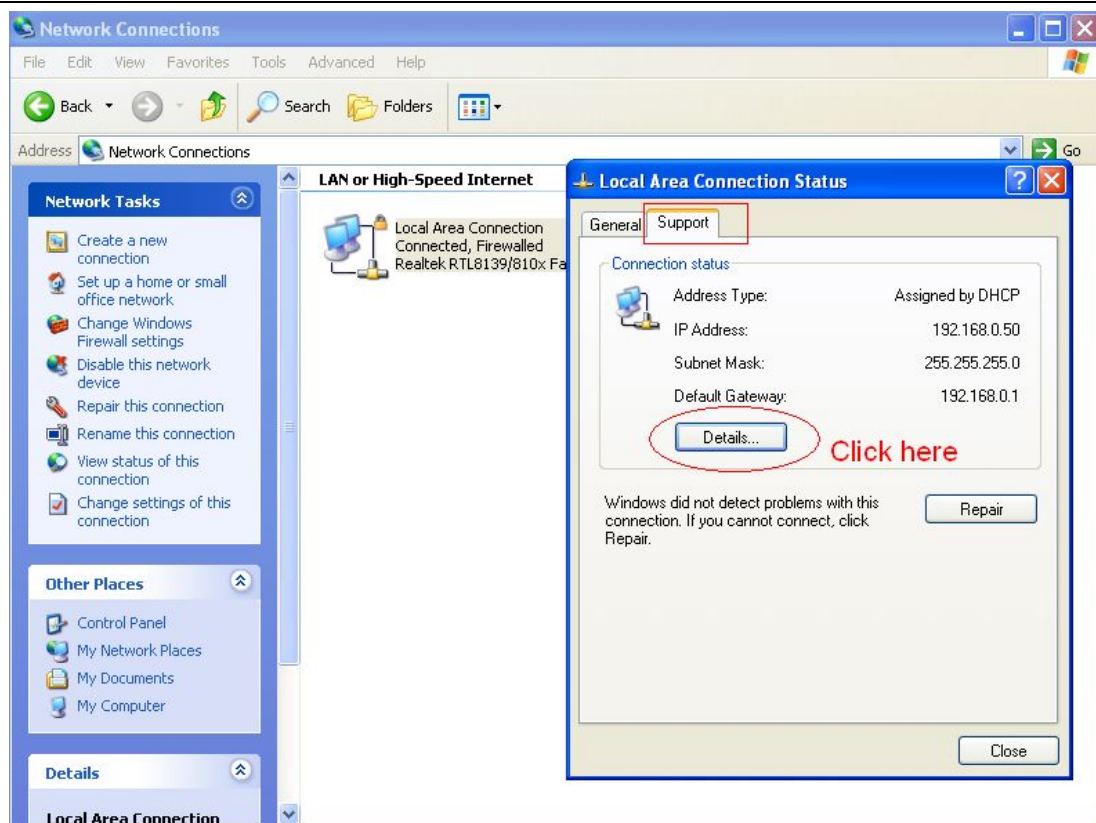 Network Connections
File Edit View Favorites Tools Advanced Help
Back Search Folders
Address Network Connections Go
Network Tasks
Create a new
connection
Set up a home or small
office network
Change Windows
Firewall settings
Disable this network
device
Repair this connection
Rename this connection
View status of this
connection
Change settings of this
connection
Other Places
Control Panel
My Network Places
My Documents
My Computer
Details
Local Area Connection
LAN or High-Speed Internet
Local Area Connection
Connected, Firewalled
Realtek RTL8139/810x Fa
Local Area Connection Status
General Support
Connection status
Address Type: Assigned by DHCP
IP Address: 192.168.0.50
Subnet Mask: 255.255.255.0
Default Gateway: 192.168.0.1
Details...
Click here
Windows did not detect problems with this
connection. If you cannot connect, click
Repair.
Repair
Close